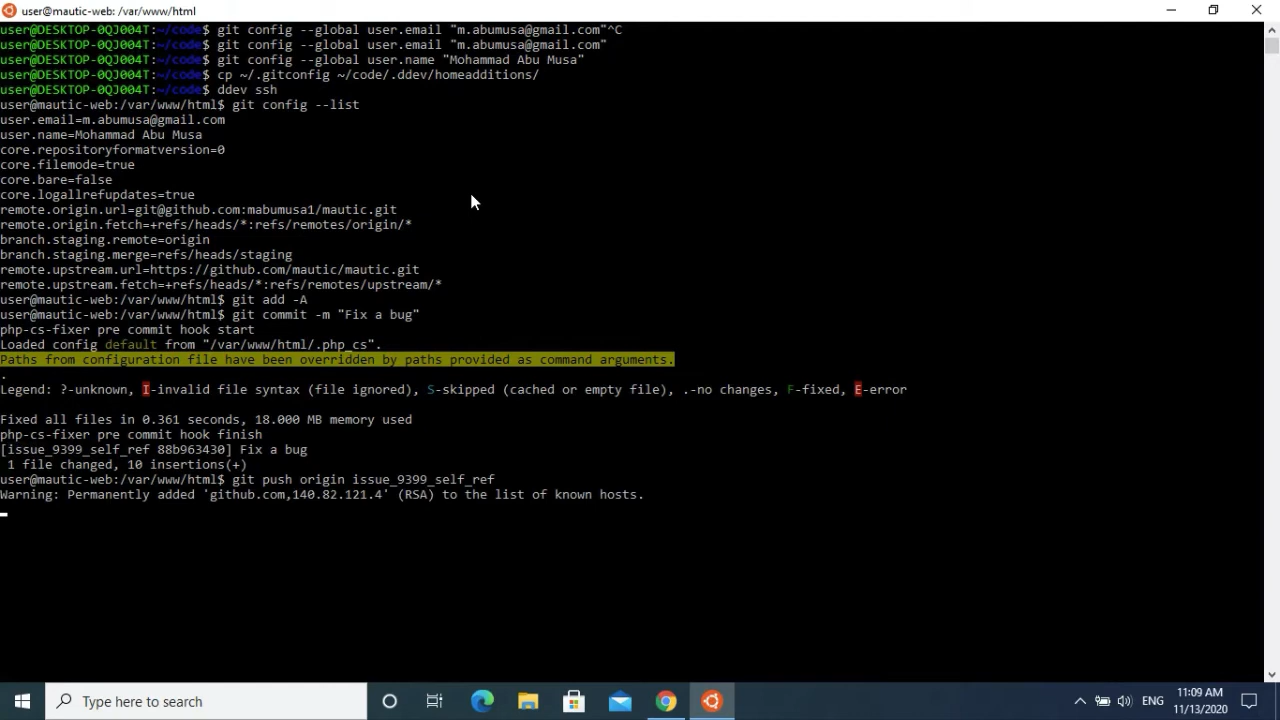 user@mautic-web: /var/www/html
user@DESKTOP-0QJ004T:~/code$ git config --global user.email "m.abumusa@gmail.com"^C
user@DESKTOP-0QJ004T:~/code$ git config --global user.email "m.abumusa@gmail.com"
user@DESKTOP-0QJ004T:~/code$ git config --global user.name "Mohammad Abu Musa"
user@DESKTOP-0QJ004T:~/code$ cp ~/.gitconfig ~/code/.ddev/homeadditions/
user@DESKTOP-0QJ004T:~/code$ ddev ssh
user@mautic-web:/var/www/html$ git config --list
user.email=m.abumusa@gmail.com
user.name=Mohammad Abu Musa
core.repositoryformatversion=0
core.filemode=true
core.bare=false
core.logallrefupdates=true
remote.origin.url=git@github.com:mabumusa1/mautic.git
remote.origin.fetch=+refs/heads/*:refs/remotes/origin/*
branch.staging.remote=origin
branch.staging.merge=refs/heads/staging
remote.upstream.url=https://github.com/mautic/mautic.git
remote.upstream.fetch=+refs/heads/*:refs/remotes/upstream/*
user@mautic-web:/var/www/html$ git add -A
user@mautic-web:/var/www/html$ git commit -m "Fix a bug"
php-cs-fixer pre commit hook start
Loaded config default from "/var/www/html/.php_cs".
Paths from configuration file have been overridden by paths provided as command arguments.
.
Legend: ?-unknown, I-invalid file syntax (file ignored), S-skipped (cached or empty file), .-no changes, F-fixed, E-error
Fixed all files in 0.361 seconds, 18.000 MB memory used
php-cs-fixer pre commit hook finish
[issue_9399_self_ref 88b963430] Fix a bug
1 file changed, 10 insertions(+)
user@mautic-web:/var/www/html$ git push origin issue_9399_self_ref
Warning: Permanently added 'github.com,140.82.121.4' (RSA) to the list of known hosts.
Type here to search
ENG
11:09 AM
11/13/2020